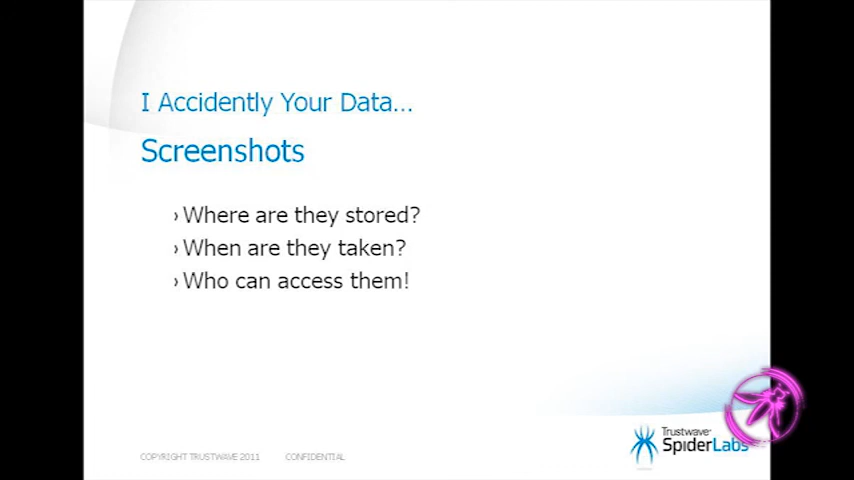 I Accidently Your Data...
Screenshots
› Where are they stored?
› When are they taken?
› Who can access them!
COPYRIGHT TRUSTWAVE 2011 CONFIDENTIAL
Trustwave®
SpiderLabs